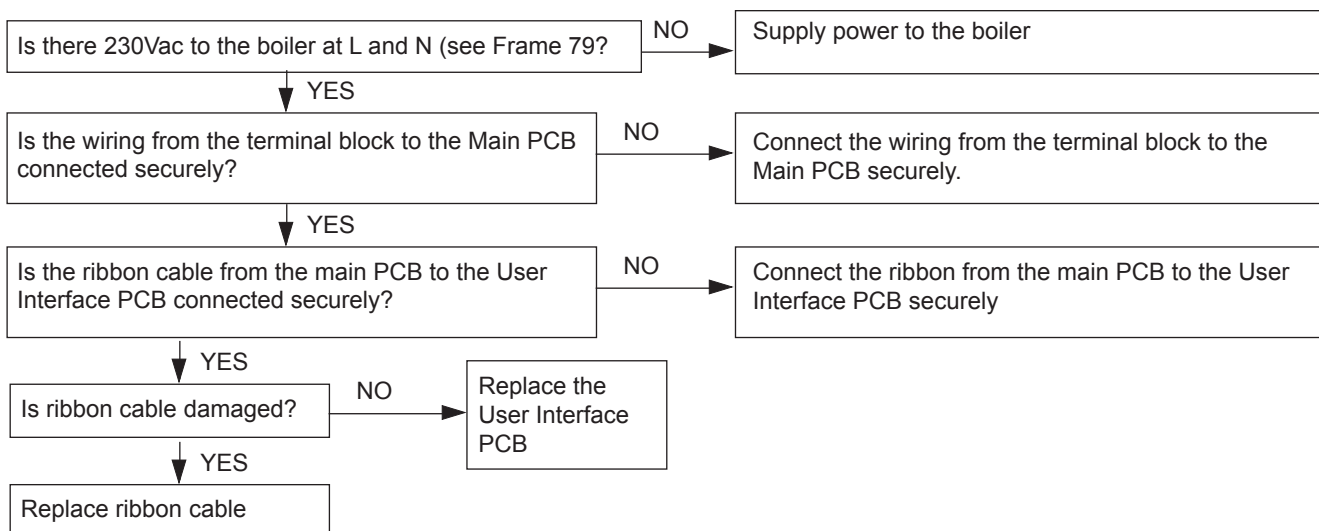 Is there 230Vac to the boiler at L and N (see Frame 79?
NO
Supply power to the boiler
YES
Is the wiring from the terminal block to the Main PCB
connected securely?
NO
Connect the wiring from the terminal block to the
Main PCB securely.
YES
Is the ribbon cable from the main PCB to the User
Interface PCB connected securely?
NO
Connect the ribbon from the main PCB to the User
Interface PCB securely
YES
Is ribbon cable damaged?
NO
Replace the
User Interface
PCB
YES
Replace ribbon cable